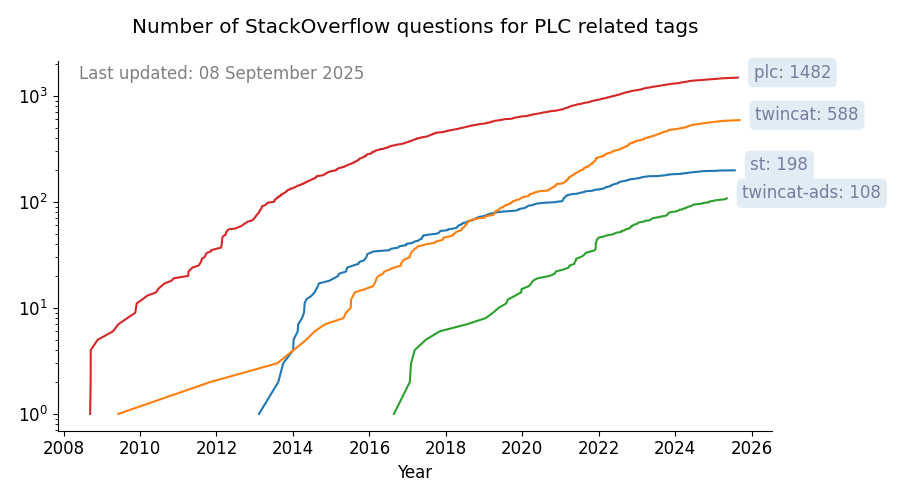 Number of StackOverflow questions for PLC related tags
Last updated: 08 September 2025
plc: 1482
twincat: 588
st: 198
twincat-ads: 108
10³
10²
10¹
10⁰
2008 2010 2012 2014 2016 2018 2020 2022 2024 2026
Year